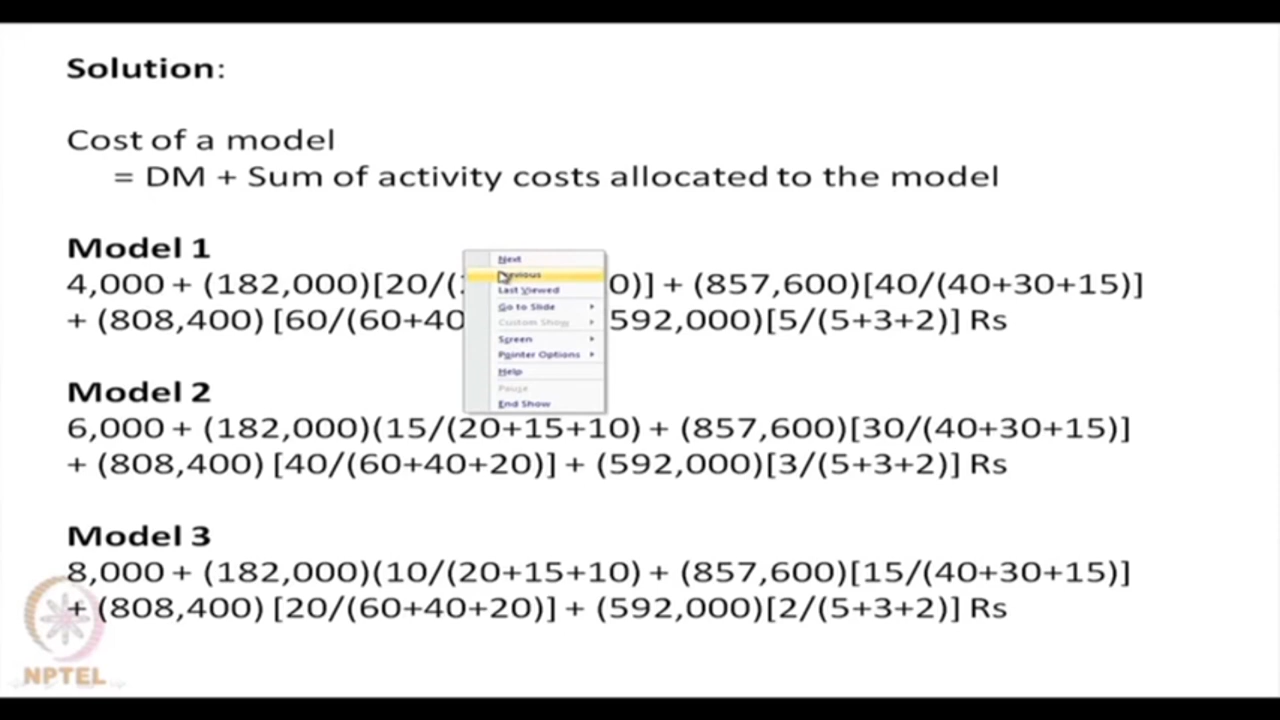 Solution:
Cost of a model
= DM + Sum of activity costs allocated to the model
Model 1
4,000 + (182,000)[20/( 0)] + (857,600)[40/(40+30+15)]
+ (808,400) [60/(60+40 592,000)[5/(5+3+2)] Rs
Next
Previous
Last Viewed
Go to Slide
Custom Show
Screen
Pointer Options
Help
Pause
End Show
Model 2
6,000 + (182,000)(15/(20+15+10) + (857,600)[30/(40+30+15)]
+ (808,400) [40/(60+40+20)] + (592,000)[3/(5+3+2)] Rs
Model 3
8,000 + (182,000)(10/(20+15+10) + (857,600)[15/(40+30+15)]
+ (808,400) [20/(60+40+20)] + (592,000)[2/(5+3+2)] Rs
NPTEL